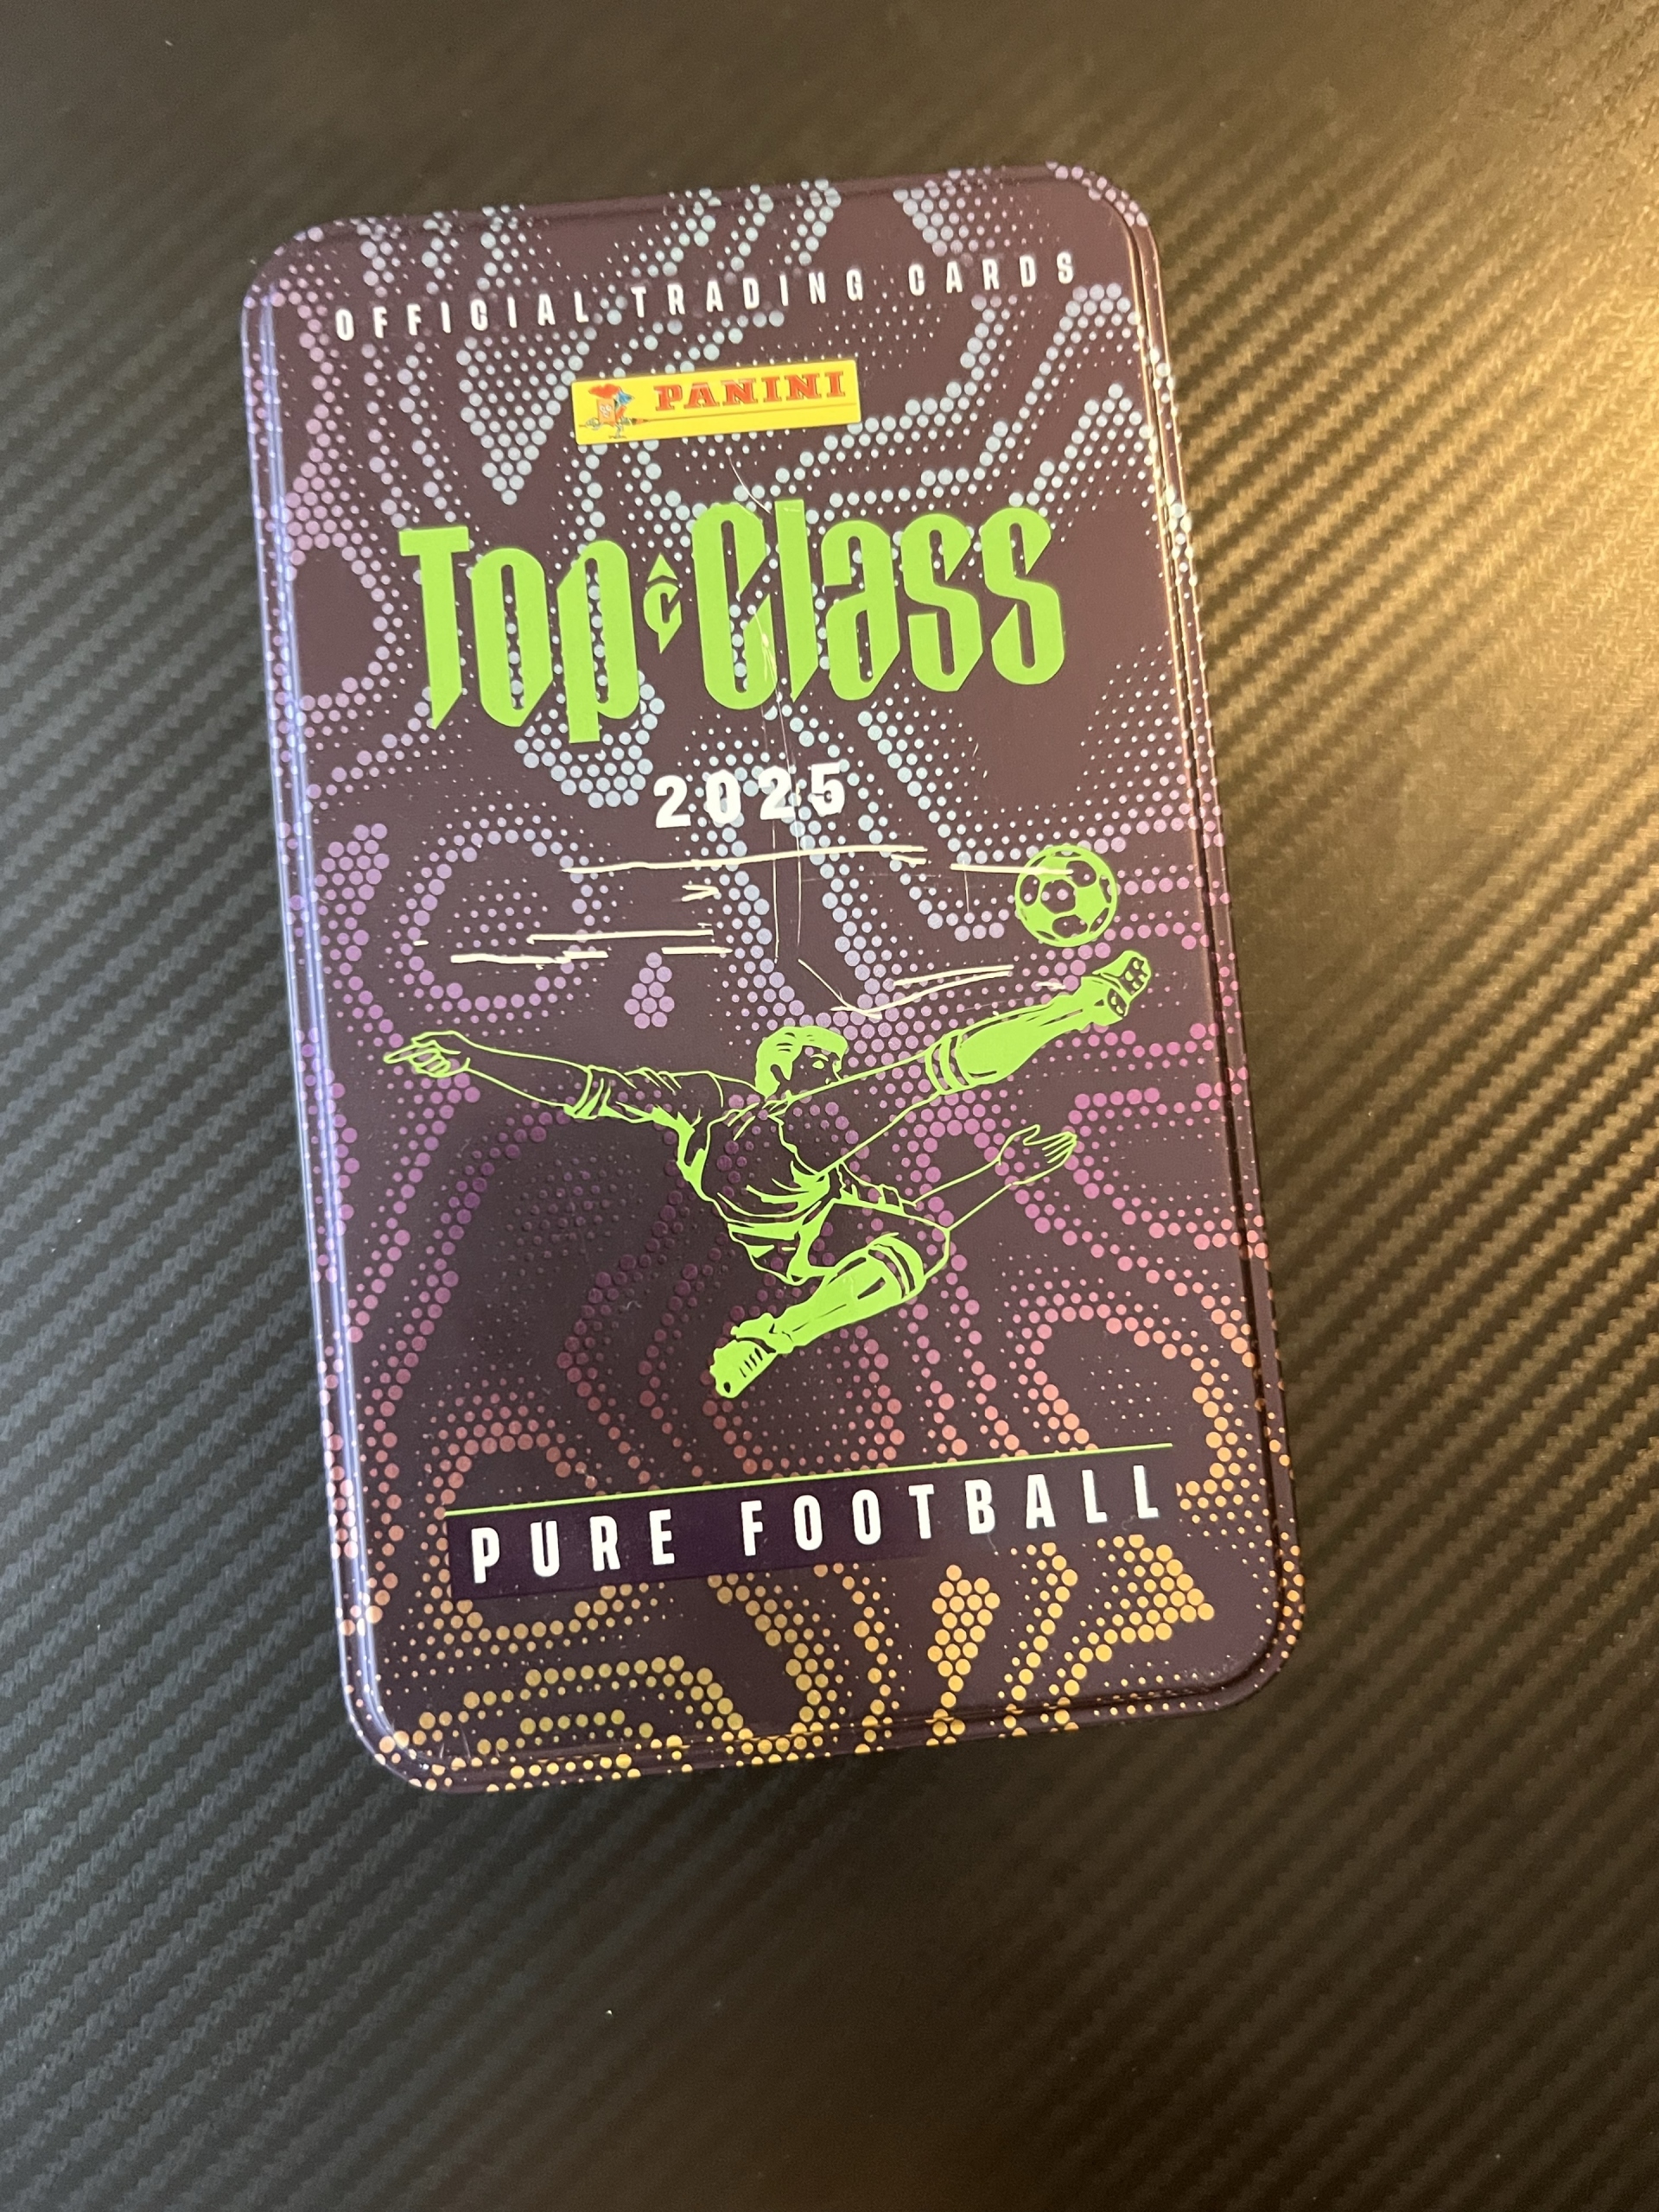 OFFICIAL TRADING CARDS
PANINI
Top Class
2025
PURE FOOTBALL